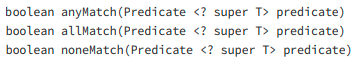 boolean anyMatch(Predicate <? super T> predicate)
boolean allMatch(Predicate <? super T> predicate)
boolean noneMatch(Predicate <? super T> predicate)